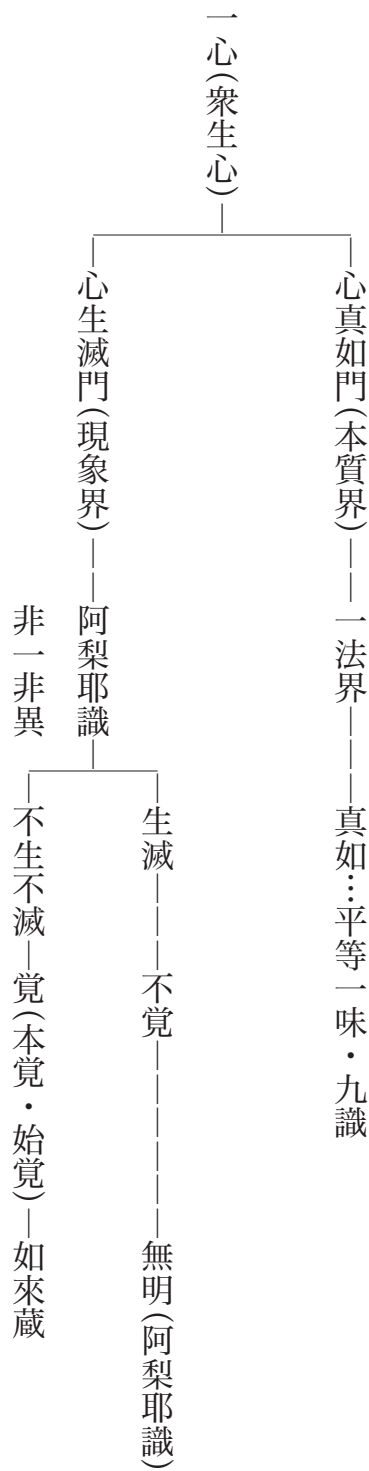 心真如門（本質界）――一法界―――真如…平等一味・九識
一心（衆生心）
生滅―――不覚――――――無明（阿梨耶識）
心生滅門（現象界）――阿梨耶識
非一非異
不生不滅―覚（本覚・始覚）―如來蔵